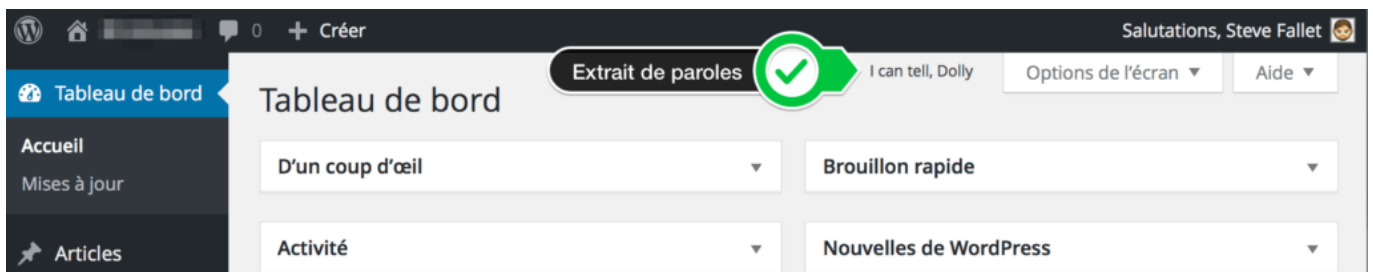 0 + Créer Salutations, Steve Fallet
Extrait de paroles I can tell, Dolly Options de l'écran ▼ Aide ▼
Tableau de bord
Tableau de bord
Accueil
Mises à jour
Articles
D'un coup d'œil ▼
Brouillon rapide ▼
Activité ▼
Nouvelles de WordPress ▼